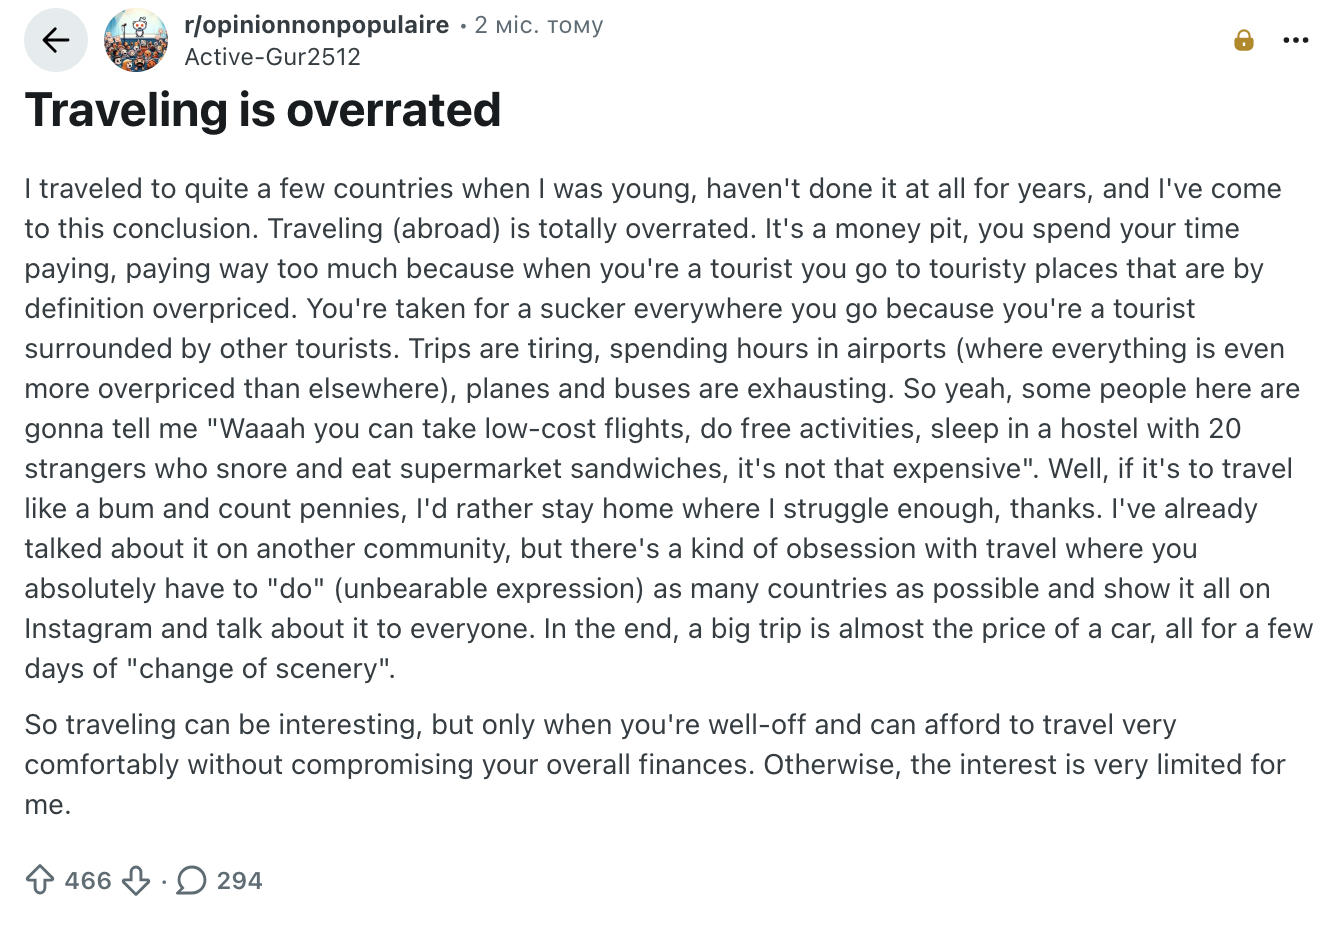 r/opinionnonpopulaire • 2 міс. тому
Active-Gur2512
Traveling is overrated
I traveled to quite a few countries when I was young, haven't done it at all for years, and I've come
to this conclusion. Traveling (abroad) is totally overrated. It's a money pit, you spend your time
paying, paying way too much because when you're a tourist you go to touristy places that are by
definition overpriced. You're taken for a sucker everywhere you go because you're a tourist
surrounded by other tourists. Trips are tiring, spending hours in airports (where everything is even
more overpriced than elsewhere), planes and buses are exhausting. So yeah, some people here are
gonna tell me "Waaah you can take low-cost flights, do free activities, sleep in a hostel with 20
strangers who snore and eat supermarket sandwiches, it's not that expensive". Well, if it's to travel
like a bum and count pennies, I'd rather stay home where I struggle enough, thanks. I've already
talked about it on another community, but there's a kind of obsession with travel where you
absolutely have to "do" (unbearable expression) as many countries as possible and show it all on
Instagram and talk about it to everyone. In the end, a big trip is almost the price of a car, all for a few
days of "change of scenery".
So traveling can be interesting, but only when you're well-off and can afford to travel very
comfortably without compromising your overall finances. Otherwise, the interest is very limited for
me.
466 · 294